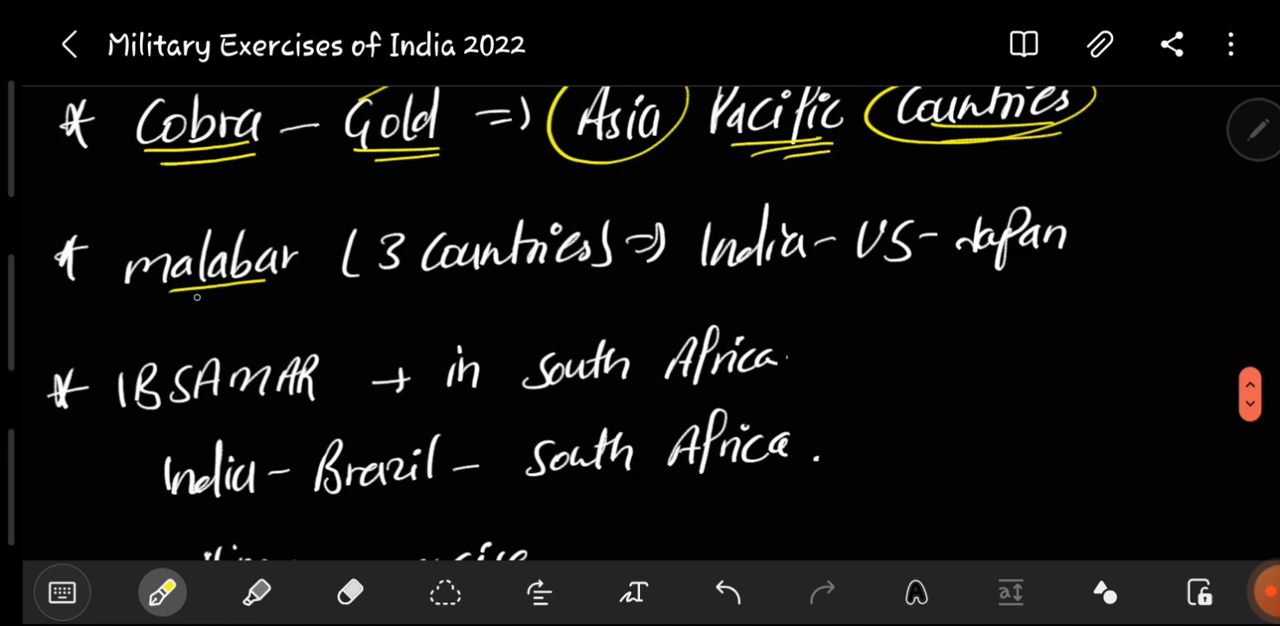 Military Exercises of India 2022
* Cobra - Gold => Asia Pacific Countries
* malabar (3 Countries) => India - US - Japan
* IBSAMAR → in South Africa.
India - Brazil - South Africa.